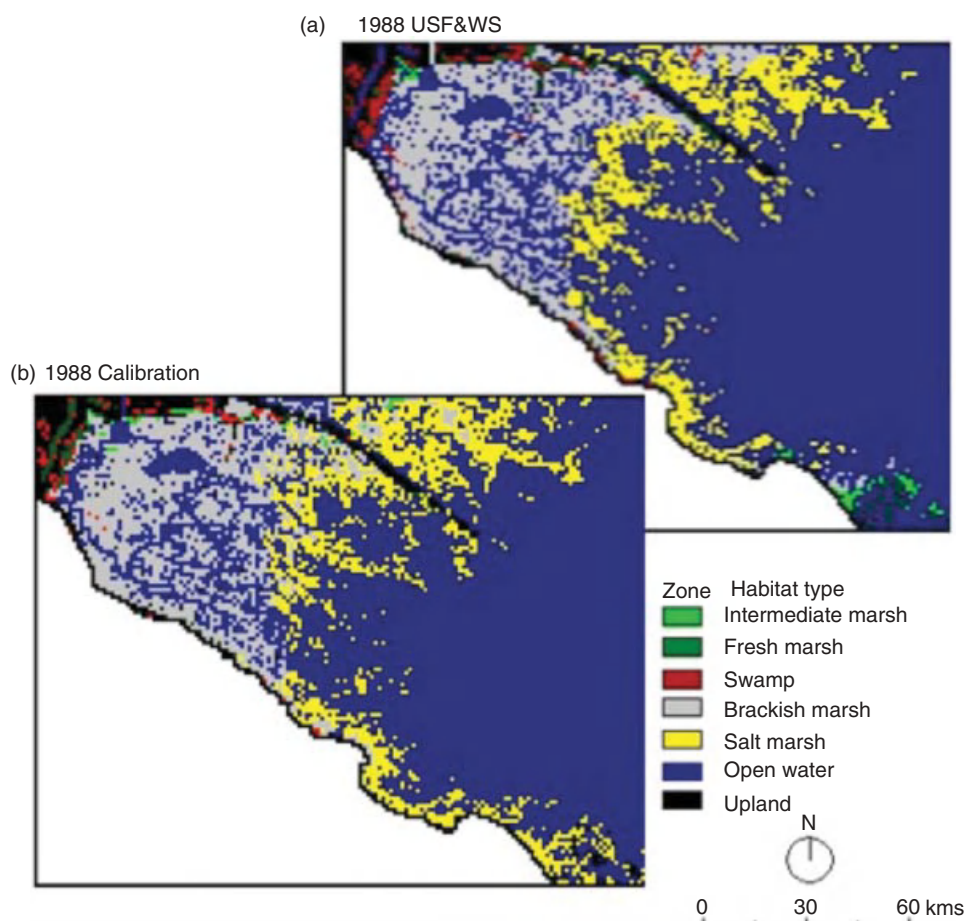 (a) 1988 USF&WS
(b) 1988 Calibration
Zone Habitat type
Intermediate marsh
Fresh marsh
Swamp
Brackish marsh
Salt marsh
Open water
Upland
N
0 30 60 kms